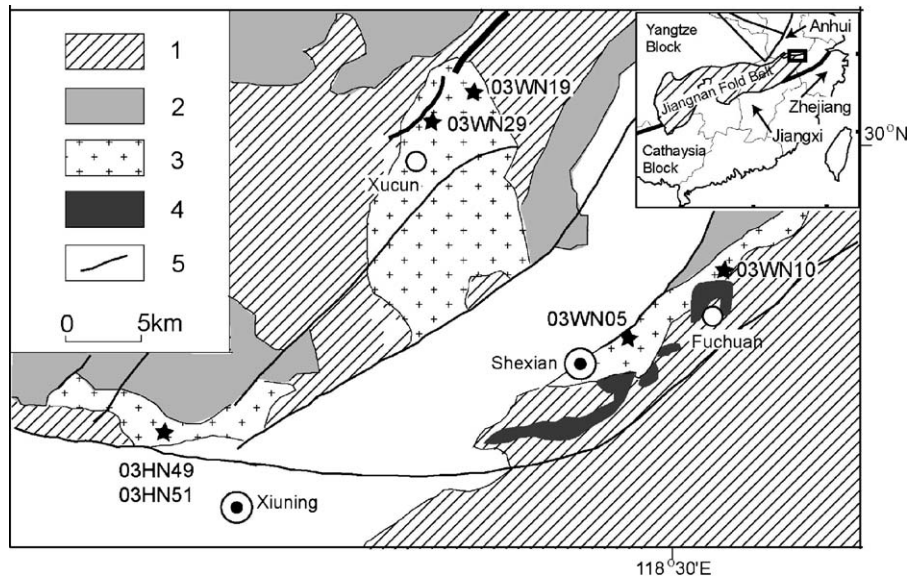 1
2
3
4
5
0 5km
Yangtze
Block
Anhui
Jiangnan Fold Belt
Zhejiang
Jiangxi
Cathaysia
Block
30°N
03WN19
03WN29
Xucun
03WN10
03WN05
Fuchuan
Shexian
03HN49
03HN51
Xiuning
118°30'E